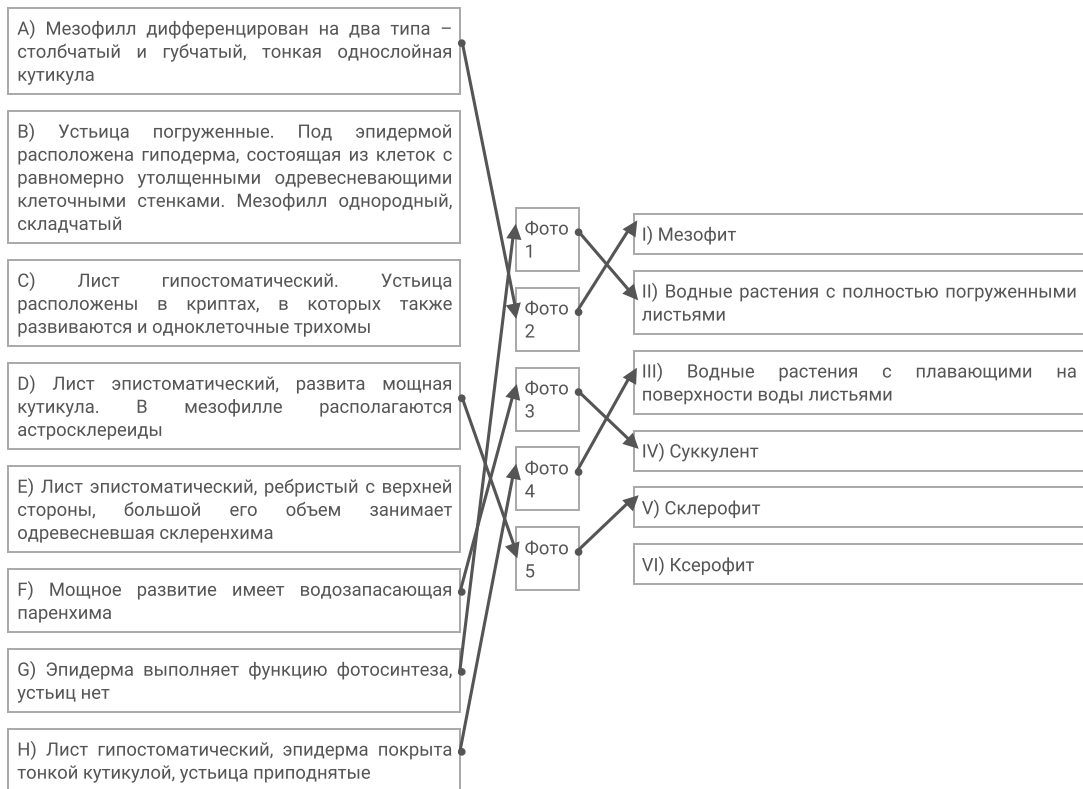 A) Мезофилл дифференцирован на два типа –
столбчатый и губчатый, тонкая однослойная
кутикула
B) Устьица погруженные. Под эпидермой
расположена гиподерма, состоящая из клеток с
равномерно утолщенными одревесневающими
клеточными стенками. Мезофилл однородный,
складчатый
C) Лист гипостоматический. Устьица
расположены в криптах, в которых также
развиваются и одноклеточные трихомы
D) Лист эпистоматический, развита мощная
кутикула. В мезофилле располагаются
астросклереиды
E) Лист эпистоматический, ребристый с верхней
стороны, большой его объем занимает
одревесневшая склеренхима
F) Мощное развитие имеет водозапасающая
паренхима
G) Эпидерма выполняет функцию фотосинтеза,
устьиц нет
H) Лист гипостоматический, эпидерма покрыта
тонкой кутикулой, устьица приподнятые
Фото
1
Фото
2
Фото
3
Фото
4
Фото
5
I) Мезофит
II) Водные растения с полностью погруженными
листьями
III) Водные растения с плавающими на
поверхности воды листьями
IV) Суккулент
V) Склерофит
VI) Ксерофит